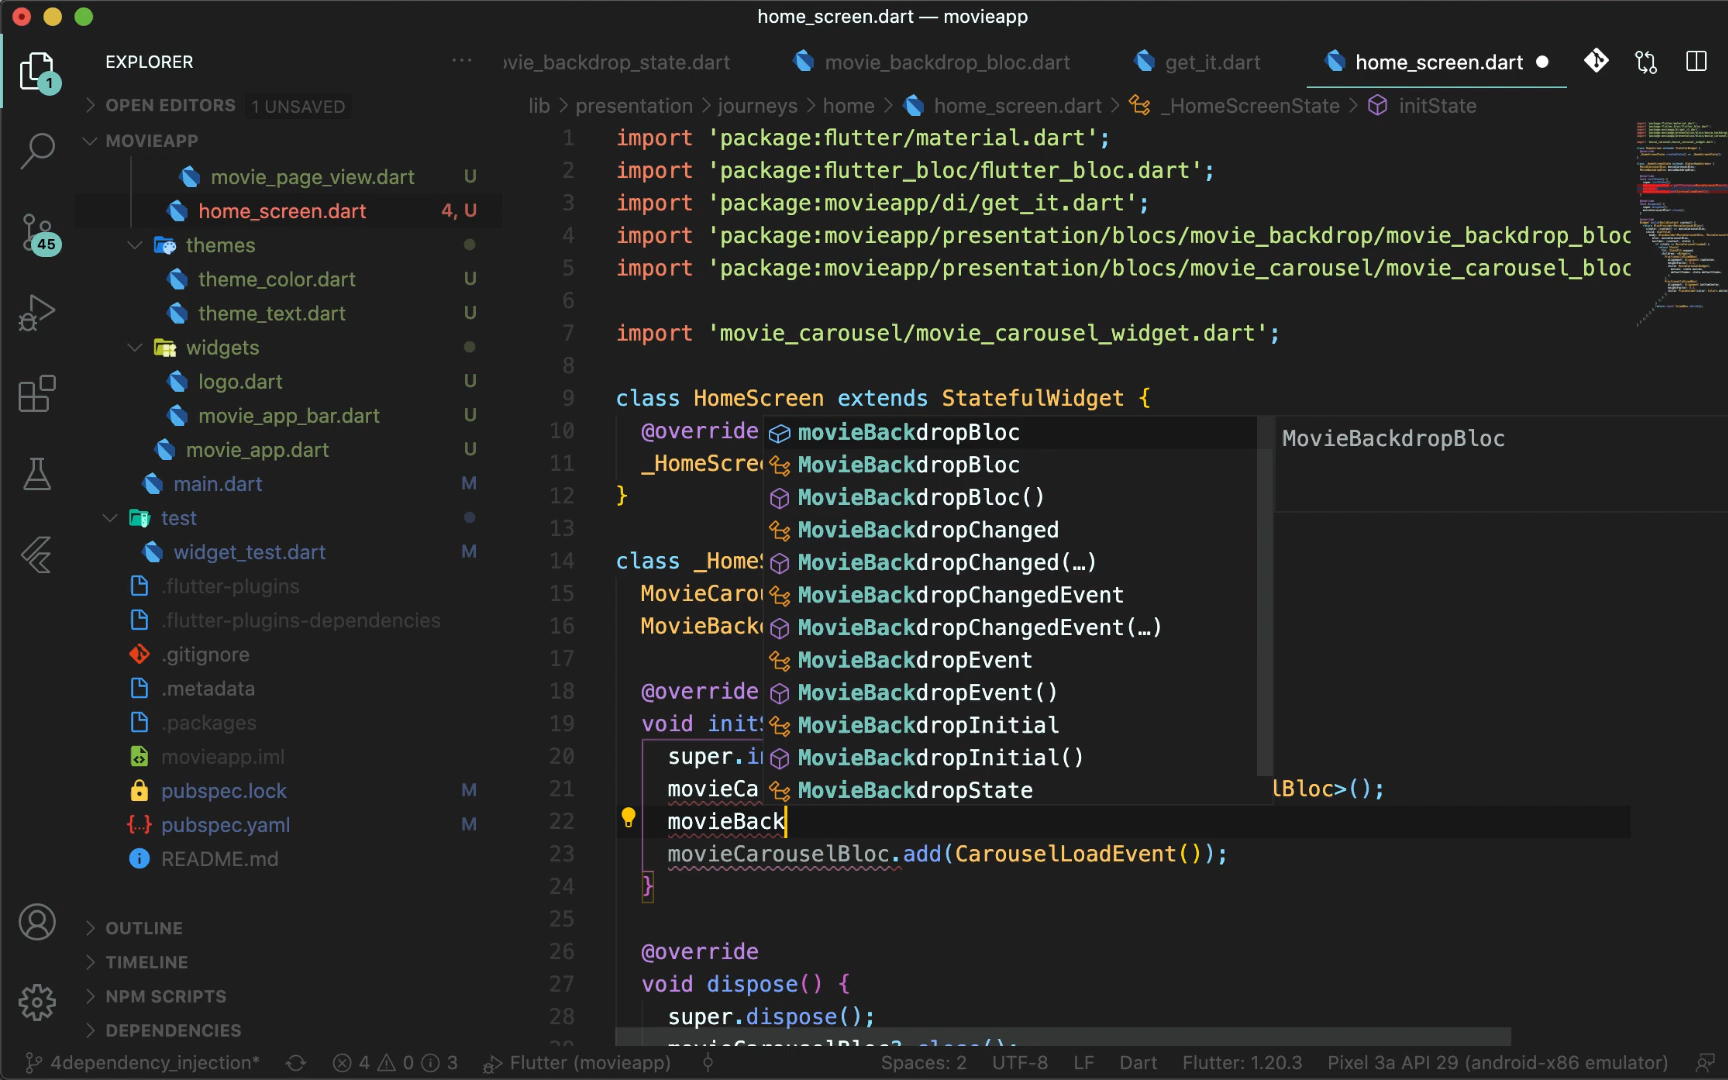 home_screen.dart — movieapp
EXPLORER
vie_backdrop_state.dart
movie_backdrop_bloc.dart
get_it.dart
home_screen.dart
1
OPEN EDITORS 1 UNSAVED
lib > presentation > journeys > home > home_screen.dart > _HomeScreenState > initState
MOVIEAPP
movie_page_view.dart U
home_screen.dart 4, U
themes
theme_color.dart U
theme_text.dart U
widgets
logo.dart U
movie_app_bar.dart U
movie_app.dart U
main.dart M
test
widget_test.dart M
.flutter-plugins
.flutter-plugins-dependencies
.gitignore
.metadata
.packages
movieapp.iml
pubspec.lock M
pubspec.yaml M
README.md
45
OUTLINE
TIMELINE
NPM SCRIPTS
DEPENDENCIES
1 import 'package:flutter/material.dart';
2 import 'package:flutter_bloc/flutter_bloc.dart';
3 import 'package:movieapp/di/get_it.dart';
4 import 'package:movieapp/presentation/blocs/movie_backdrop/movie_backdrop_bloc
5 import 'package:movieapp/presentation/blocs/movie_carousel/movie_carousel_bloc
6
7 import 'movie_carousel/movie_carousel_widget.dart';
8
9 class HomeScreen extends StatefulWidget {
10 @override
11 _HomeScree
12 }
13
14 class _HomeS
15 MovieCarou
16 MovieBack
17
18 @override
19 void initS
20 super.in
21 movieCa lBloc>();
22 movieBack
23 movieCarouselBloc.add(CarouselLoadEvent());
24 }
25
26 @override
27 void dispose() {
28 super.dispose();
movieBackdropBloc
MovieBackdropBloc
MovieBackdropBloc()
MovieBackdropChanged
MovieBackdropChanged(…)
MovieBackdropChangedEvent
MovieBackdropChangedEvent(…)
MovieBackdropEvent
MovieBackdropEvent()
MovieBackdropInitial
MovieBackdropInitial()
MovieBackdropState
MovieBackdropBloc
4dependency_injection* 4 0 3 Flutter (movieapp) Spaces: 2 UTF-8 LF Dart Flutter: 1.20.3 Pixel 3a API 29 (android-x86 emulator)